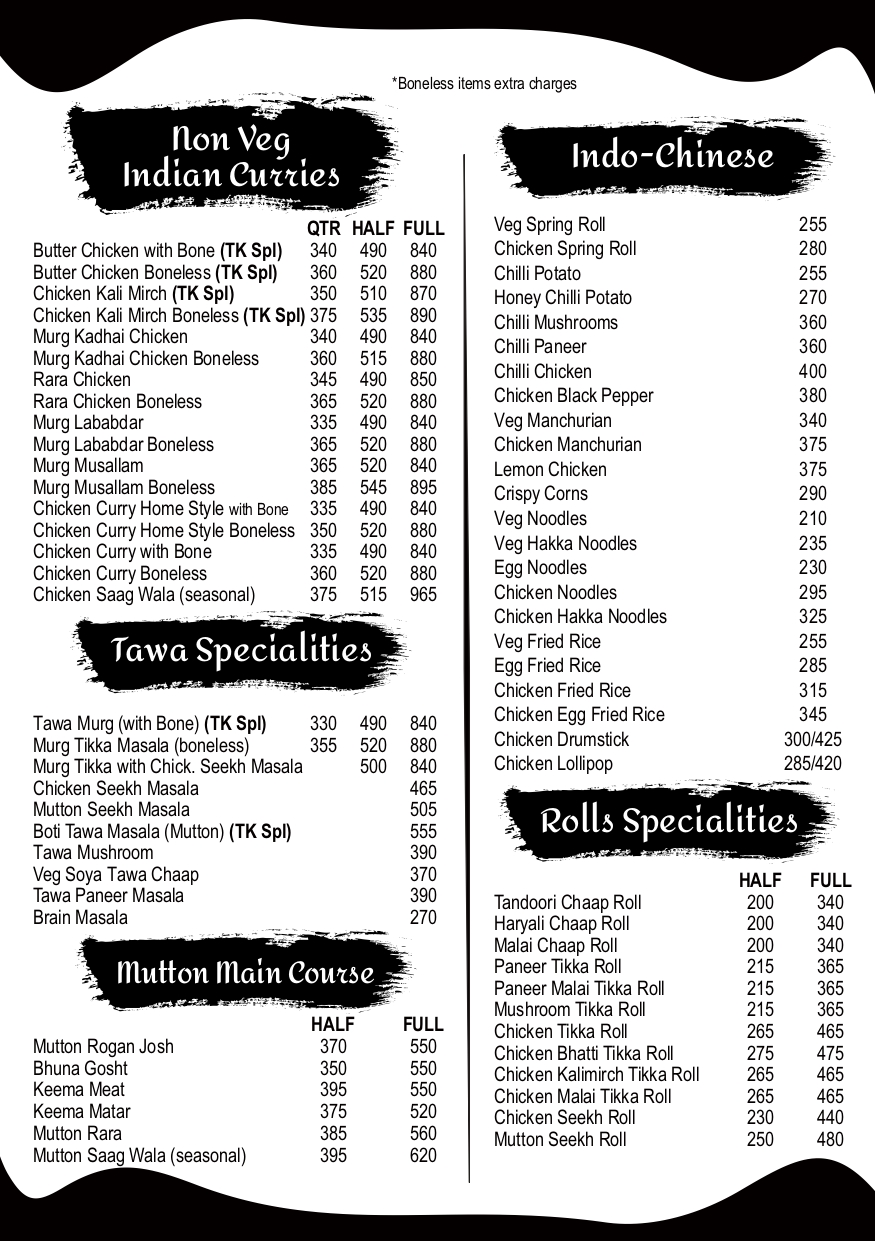 *Boneless items extra charges
Non Veg
Indian Curries
QTR HALF FULL
Butter Chicken with Bone (TK Spl) 340 490 840
Butter Chicken Boneless (TK Spl) 360 520 880
Chicken Kali Mirch (TK Spl) 350 510 870
Chicken Kali Mirch Boneless (TK Spl) 375 535 890
Murg Kadhai Chicken 340 490 840
Murg Kadhai Chicken Boneless 360 515 880
Rara Chicken 345 490 850
Rara Chicken Boneless 365 520 880
Murg Lababdar 335 490 840
Murg Lababdar Boneless 365 520 880
Murg Musallam 365 520 840
Murg Musallam Boneless 385 545 895
Chicken Curry Home Style with Bone 335 490 840
Chicken Curry Home Style Boneless 350 520 880
Chicken Curry with Bone 335 490 840
Chicken Curry Boneless 360 520 880
Chicken Saag Wala (seasonal) 375 515 965
Tawa Specialities
Tawa Murg (with Bone) (TK Spl) 330 490 840
Murg Tikka Masala (boneless) 355 520 880
Murg Tikka with Chick. Seekh Masala 500 840
Chicken Seekh Masala 465
Mutton Seekh Masala 505
Boti Tawa Masala (Mutton) (TK Spl) 555
Tawa Mushroom 390
Veg Soya Tawa Chaap 370
Tawa Paneer Masala 390
Brain Masala 270
Mutton Main Course
HALF FULL
Mutton Rogan Josh 370 550
Bhuna Gosht 350 550
Keema Meat 395 550
Keema Matar 375 520
Mutton Rara 385 560
Mutton Saag Wala (seasonal) 395 620
Indo-Chinese
Veg Spring Roll 255
Chicken Spring Roll 280
Chilli Potato 255
Honey Chilli Potato 270
Chilli Mushrooms 360
Chilli Paneer 360
Chilli Chicken 400
Chicken Black Pepper 380
Veg Manchurian 340
Chicken Manchurian 375
Lemon Chicken 375
Crispy Corns 290
Veg Noodles 210
Veg Hakka Noodles 235
Egg Noodles 230
Chicken Noodles 295
Chicken Hakka Noodles 325
Veg Fried Rice 255
Egg Fried Rice 285
Chicken Fried Rice 315
Chicken Egg Fried Rice 345
Chicken Drumstick 300/425
Chicken Lollipop 285/420
Rolls Specialities
HALF FULL
Tandoori Chaap Roll 200 340
Haryali Chaap Roll 200 340
Malai Chaap Roll 200 340
Paneer Tikka Roll 215 365
Paneer Malai Tikka Roll 215 365
Mushroom Tikka Roll 215 365
Chicken Tikka Roll 265 465
Chicken Bhatti Tikka Roll 275 475
Chicken Kalimirch Tikka Roll 265 465
Chicken Malai Tikka Roll 265 465
Chicken Seekh Roll 230 440
Mutton Seekh Roll 250 480